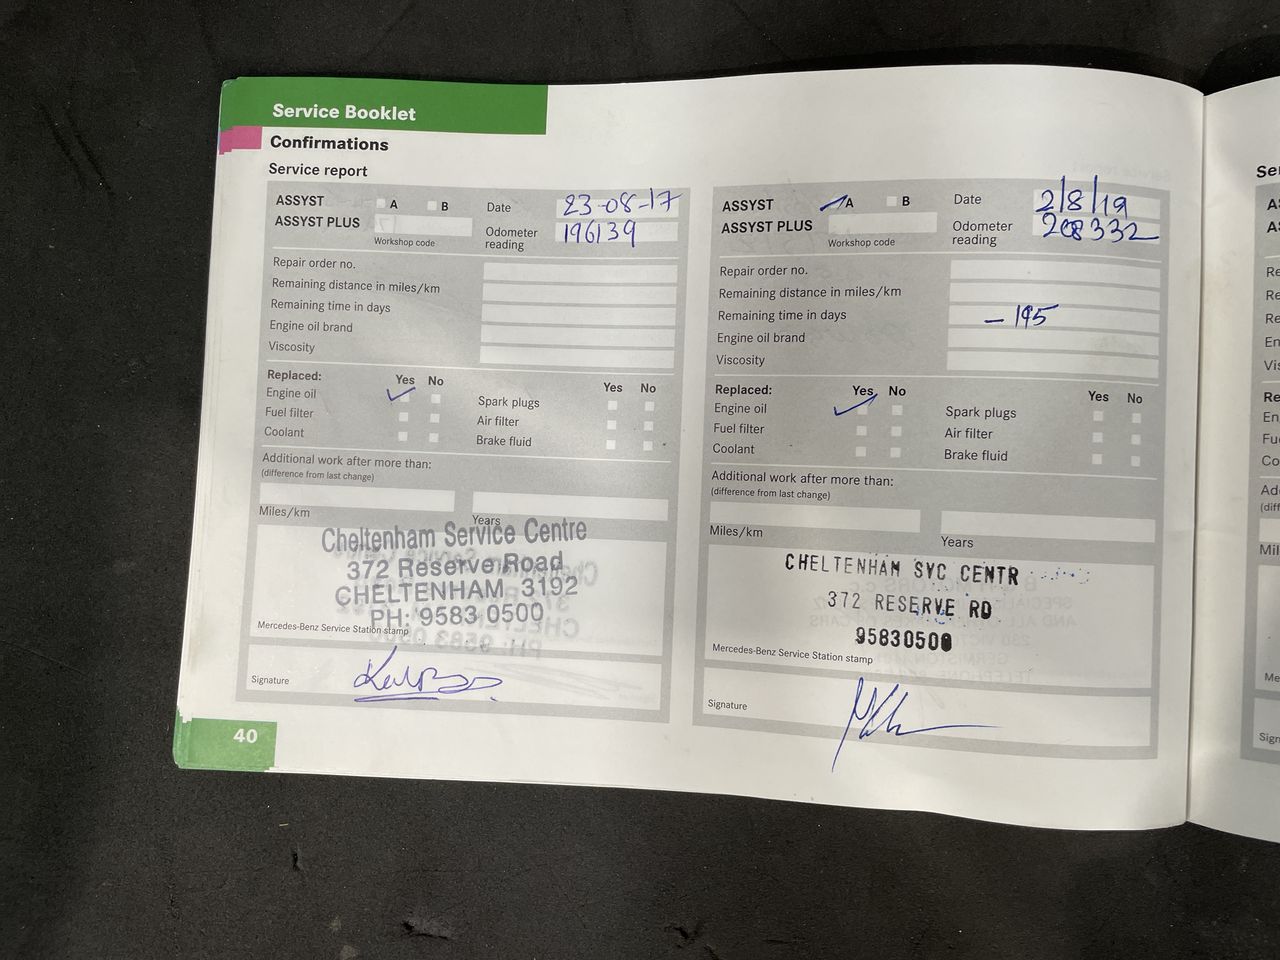 Service Booklet
Confirmations
Service report
ASSYST A B Date 23-08-17
ASSYST PLUS Workshop code Odometer reading 196139
Repair order no.
Remaining distance in miles/km
Remaining time in days
Engine oil brand
Viscosity
Replaced: Yes No Yes No
Engine oil Spark plugs
Fuel filter Air filter
Coolant Brake fluid
Additional work after more than:
(difference from last change)
Miles/km Years
Cheltenham Service Centre
372 Reserve Road
CHELTENHAM 3192
PH: 9583 0500
Mercedes-Benz Service Station stamp
Signature
40
ASSYST A B Date 2/8/19
ASSYST PLUS Workshop code Odometer reading 208332
Repair order no.
Remaining distance in miles/km
Remaining time in days - 195
Engine oil brand
Viscosity
Replaced: Yes No Yes No
Engine oil Spark plugs
Fuel filter Air filter
Coolant Brake fluid
Additional work after more than:
(difference from last change)
Miles/km Years
CHELTENHAM SVC CENTR
372 RESERVE RD
95830500
Mercedes-Benz Service Station stamp
Signature